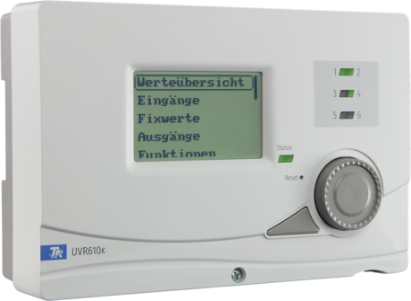 Werteübersicht
Eingänge
Fixwerte
Ausgänge
Funktionen
1 2
3 4
5 6
Status
Reset
TA UVR610K